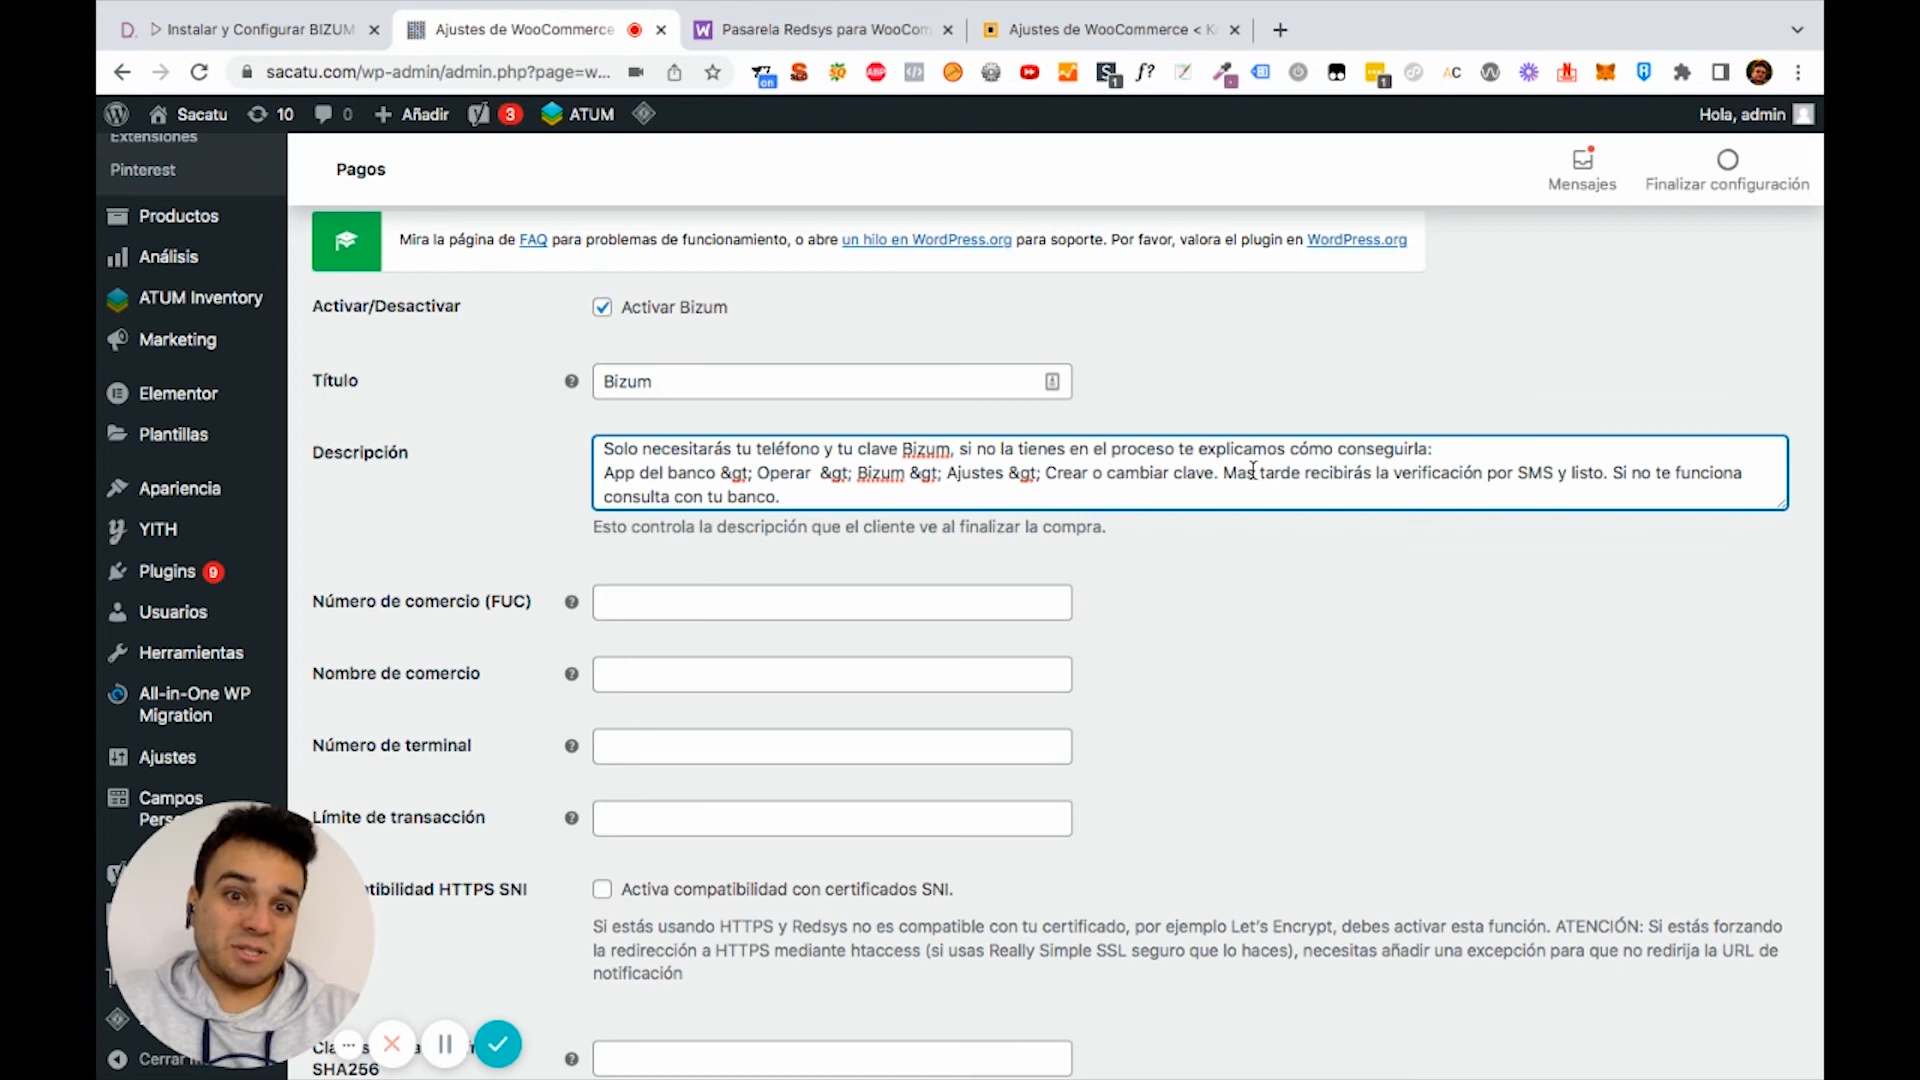 Instalar y Configurar BIZUM
Ajustes de WooCommerce
Pasarela Redsys para WooCom
Ajustes de WooCommerce < K
sacatu.com/wp-admin/admin.php?page=w...
on
ABP
1
f?
1
AC
Sacatu
10
0
Añadir
3
ATUM
Hola, admin
Extensiones
Pinterest
Productos
Análisis
ATUM Inventory
Marketing
Elementor
Plantillas
Apariencia
YITH
Plugins 9
Usuarios
Herramientas
All-in-One WP
Migration
Ajustes
Campos
Pers
Cerrar
Pagos
Mensajes
Finalizar configuración
Mira la página de FAQ para problemas de funcionamiento, o abre un hilo en WordPress.org para soporte. Por favor, valora el plugin en WordPress.org
Activar/Desactivar
Activar Bizum
Título
Bizum
Descripción
Solo necesitarás tu teléfono y tu clave Bizum, si no la tienes en el proceso te explicamos cómo conseguirla:
App del banco &gt; Operar &gt; Bizum &gt; Ajustes &gt; Crear o cambiar clave. Mas tarde recibirás la verificación por SMS y listo. Si no te funciona
consulta con tu banco.
Esto controla la descripción que el cliente ve al finalizar la compra.
Número de comercio (FUC)
Nombre de comercio
Número de terminal
Límite de transacción
tibilidad HTTPS SNI
Activa compatibilidad con certificados SNI.
Si estás usando HTTPS y Redsys no es compatible con tu certificado, por ejemplo Let's Encrypt, debes activar esta función. ATENCIÓN: Si estás forzando
la redirección a HTTPS mediante htaccess (si usas Really Simple SSL seguro que lo haces), necesitas añadir una excepción para que no redirija la URL de
notificación
SHA256